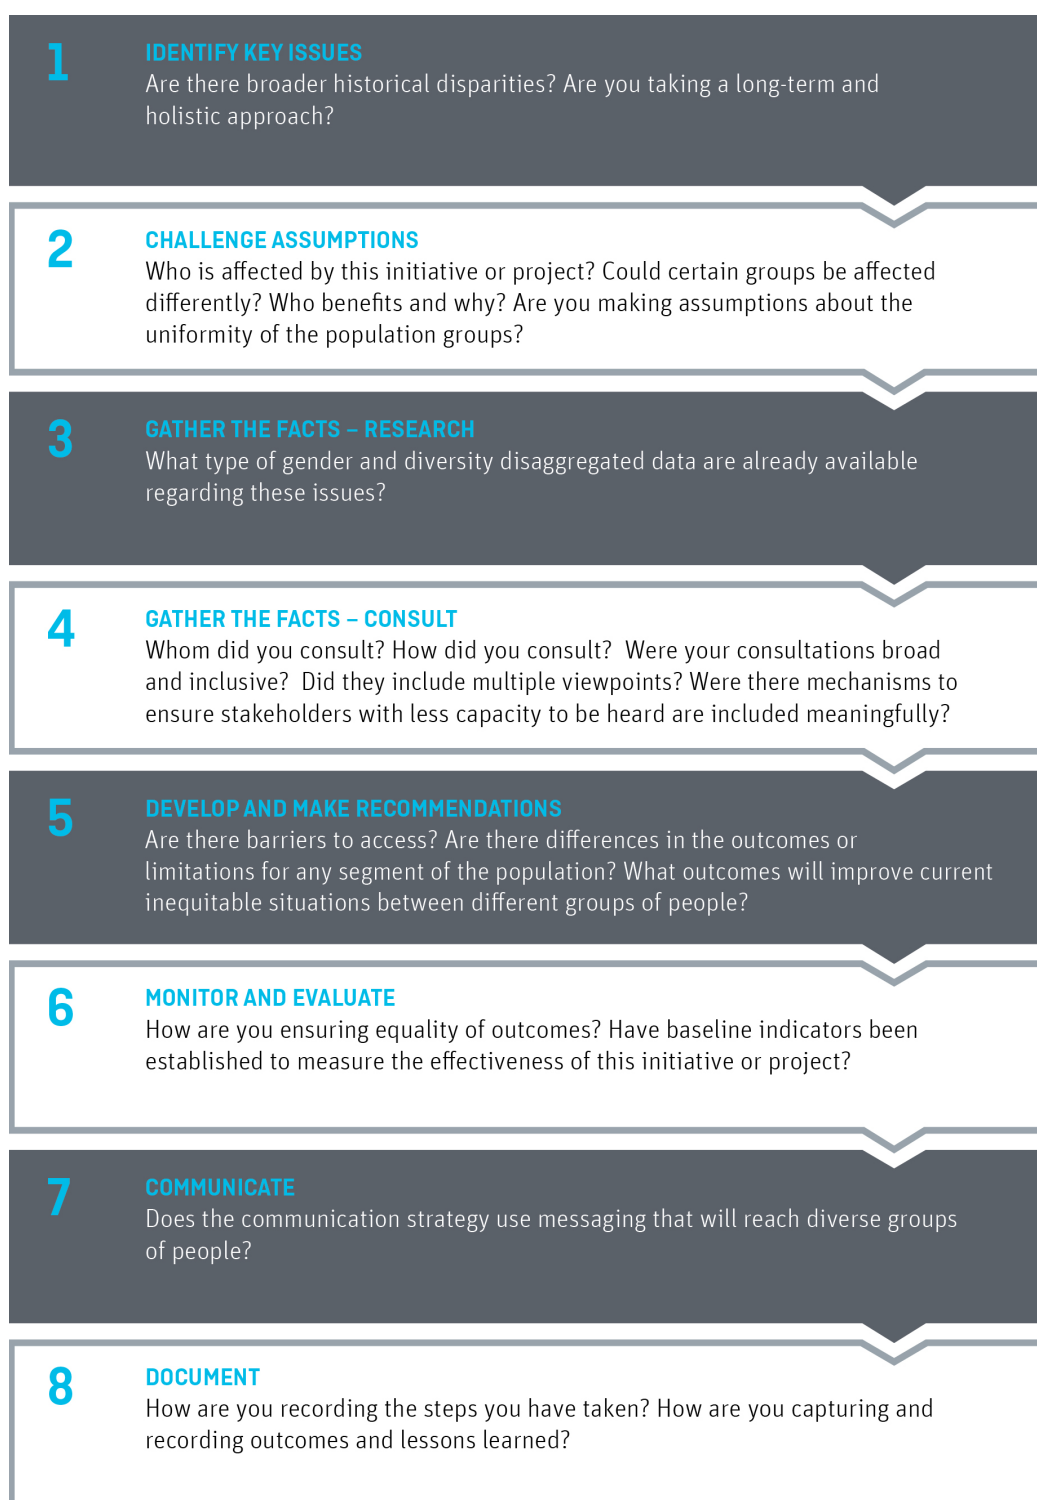 1
IDENTIFY KEY ISSUES
Are there broader historical disparities? Are you taking a long-term and
holistic approach?
2
CHALLENGE ASSUMPTIONS
Who is affected by this initiative or project? Could certain groups be affected
differently? Who benefits and why? Are you making assumptions about the
uniformity of the population groups?
3
GATHER THE FACTS – RESEARCH
What type of gender and diversity disaggregated data are already available
regarding these issues?
4
GATHER THE FACTS – CONSULT
Whom did you consult? How did you consult?  Were your consultations broad
and inclusive?  Did they include multiple viewpoints? Were there mechanisms to
ensure stakeholders with less capacity to be heard are included meaningfully?
5
DEVELOP AND MAKE RECOMMENDATIONS
Are there barriers to access? Are there differences in the outcomes or
limitations for any segment of the population? What outcomes will improve current
inequitable situations between different groups of people?
6
MONITOR AND EVALUATE
How are you ensuring equality of outcomes? Have baseline indicators been
established to measure the effectiveness of this initiative or project?
7
COMMUNICATE
Does the communication strategy use messaging that will reach diverse groups
of people?
8
DOCUMENT
How are you recording the steps you have taken? How are you capturing and
recording outcomes and lessons learned?